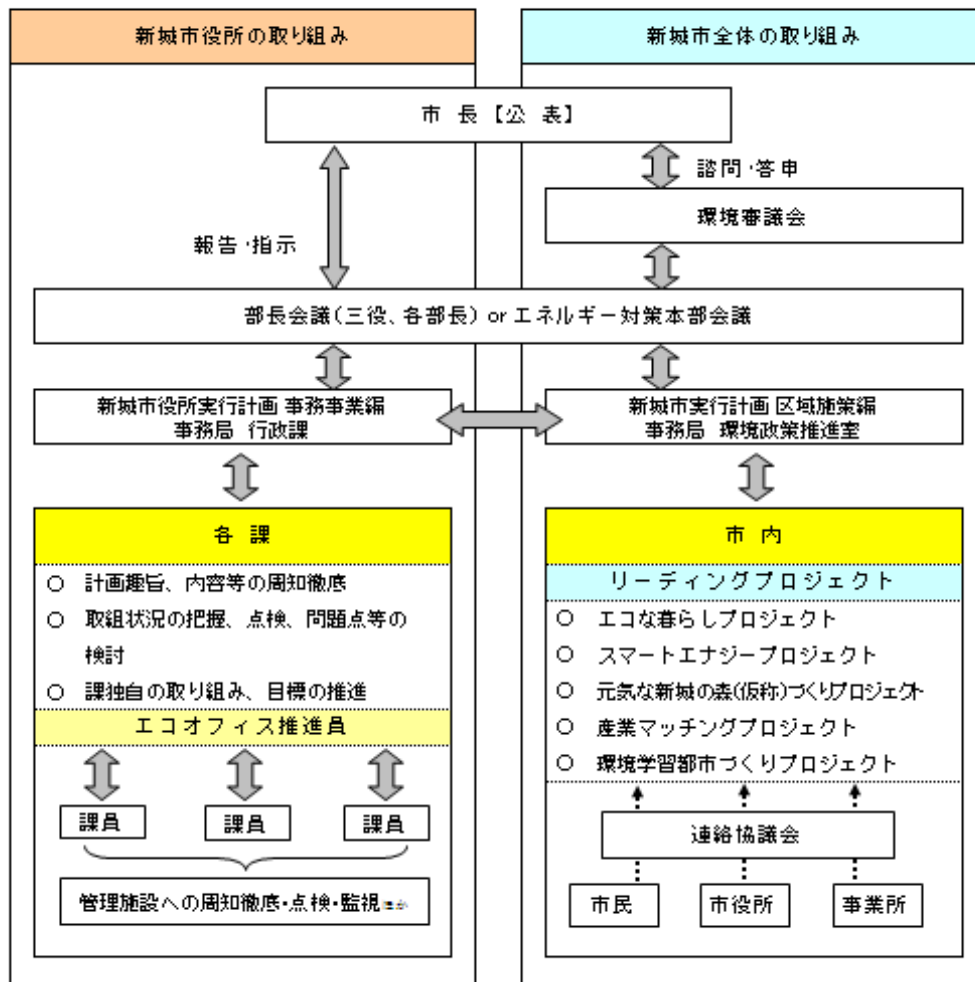 新城市役所の取り組み
新城市全体の取り組み
市 長【公 表】
諮問・答申
環境審議会
報告・指示
部長会議(三役、各部長) or エネルギー対策本部会議
新城市役所実行計画 事務事業編
事務局 行政課
新城市実行計画 区域施策編
事務局 環境政策推進室
各 課
○ 計画趣旨、内容等の周知徹底
○ 取組状況の把握、点検、問題点等の
検討
○ 課独自の取り組み、目標の推進
エコオフィス推進員
課員
課員
課員
管理施設への周知徹底・点検・監視
市 内
リーディングプロジェクト
○ エコな暮らしプロジェクト
○ スマートエナジープロジェクト
○ 元気な新城の森(仮称)づくりプロジェクト
○ 産業マッチングプロジェクト
○ 環境学習都市づくりプロジェクト
連絡協議会
市民
市役所
事業所